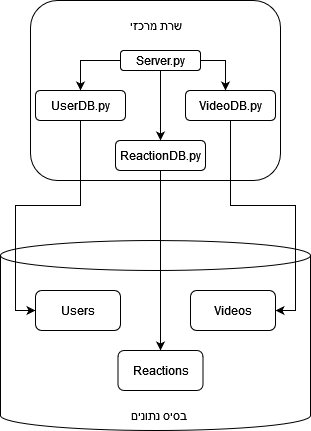 שרת מרכזי
Server.py
UserDB.py
VideoDB.py
ReactionDB.py
Users
Videos
Reactions
בסיס נתונים